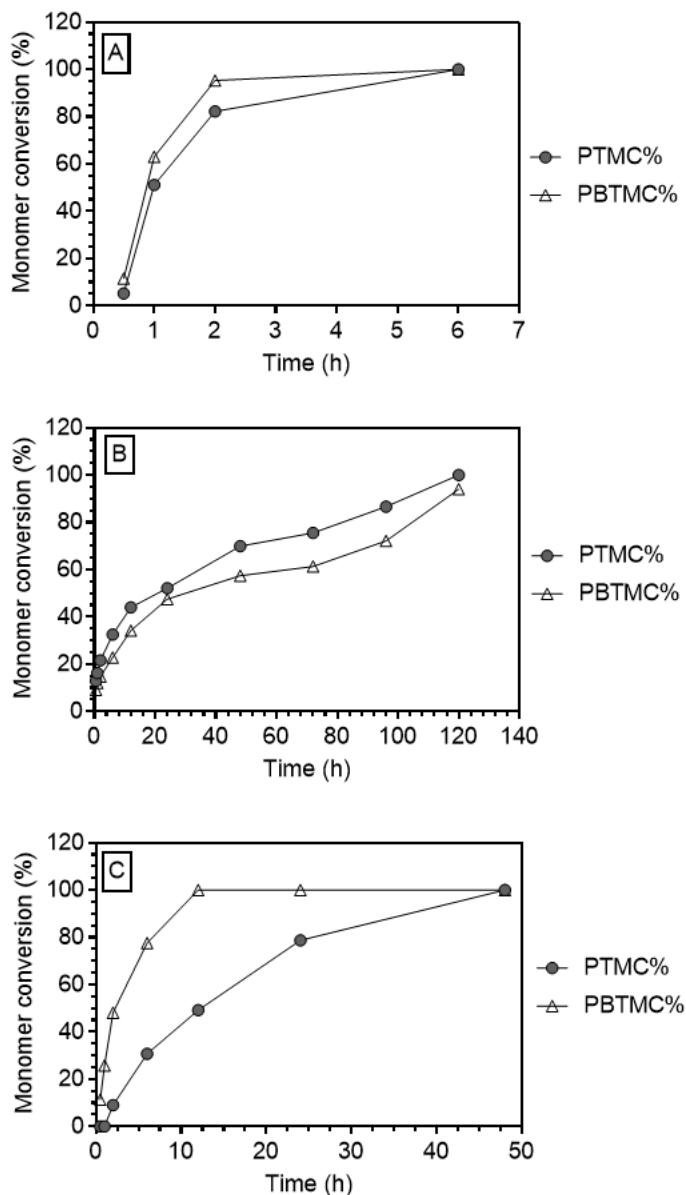 A
Monomer conversion (%)
120
100
80
60
40
20
0
0 1 2 3 4 5 6 7
Time (h)
PTMC%
PBTMC%
B
Monomer conversion (%)
120
100
80
60
40
20
0
0 20 40 60 80 100 120 140
Time (h)
PTMC%
PBTMC%
C
Monomer conversion (%)
120
100
80
60
40
20
0
0 10 20 30 40 50
Time (h)
PTMC%
PBTMC%